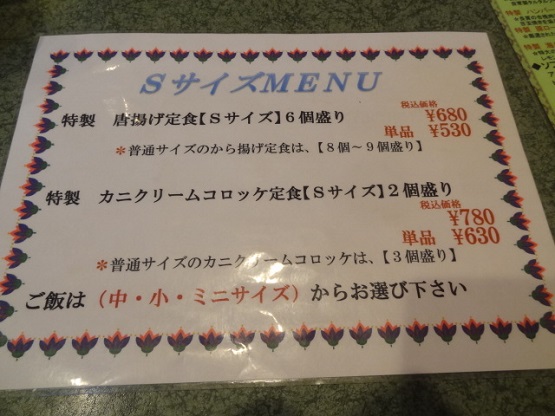 SサイズMENU
特製 唐揚げ定食【Sサイズ】6個盛り
税込価格
¥680
単品 ¥530
*普通サイズのから揚げ定食は、【8個～9個盛り】
特製 カニクリームコロッケ定食【Sサイズ】2個盛り
税込価格
¥780
単品 ¥630
*普通サイズのカニクリームコロッケは、【3個盛り】
ご飯は（中・小・ミニサイズ）からお選び下さい